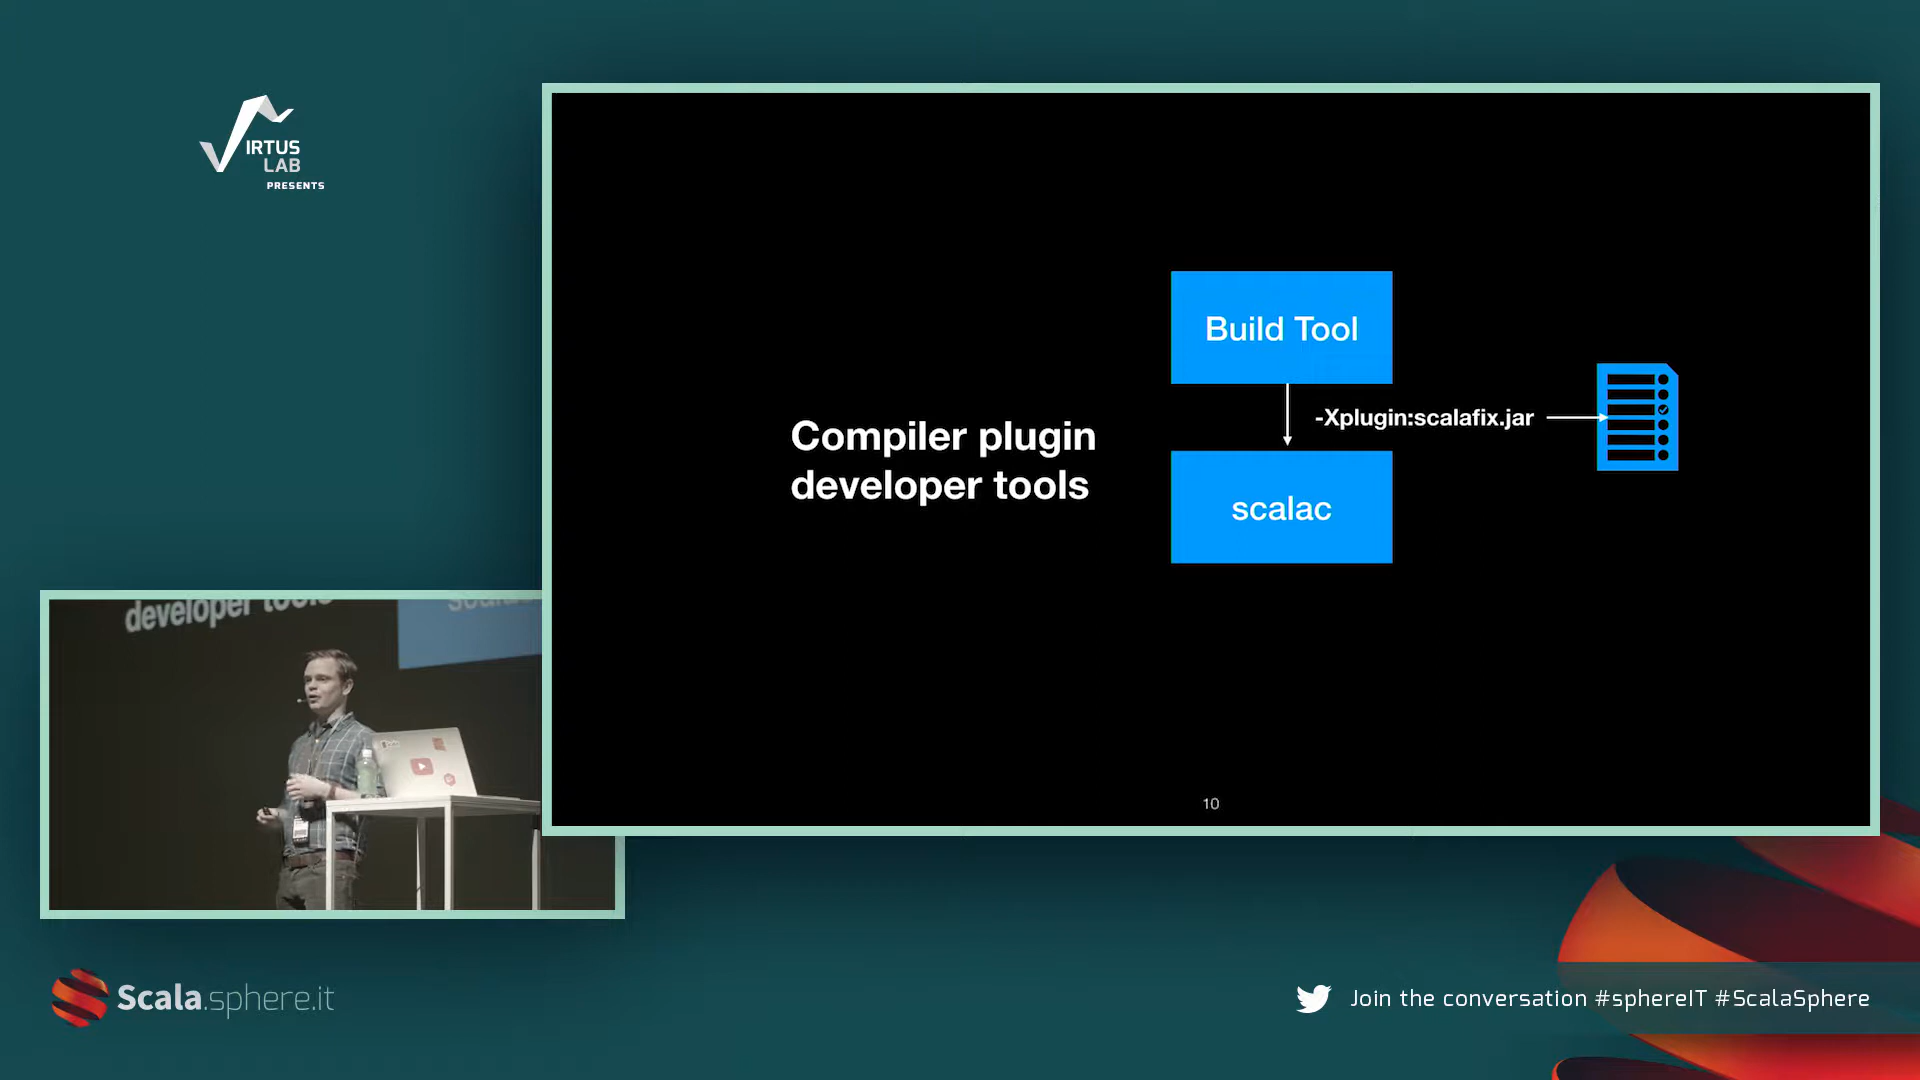 IRTUS
LAB
PRESENTS
Build Tool
-Xplugin:scalafix.jar
Compiler plugin
developer tools
scalac
10
developer tools
Scala.sphere.it
Join the conversation #sphereIT #ScalaSphere